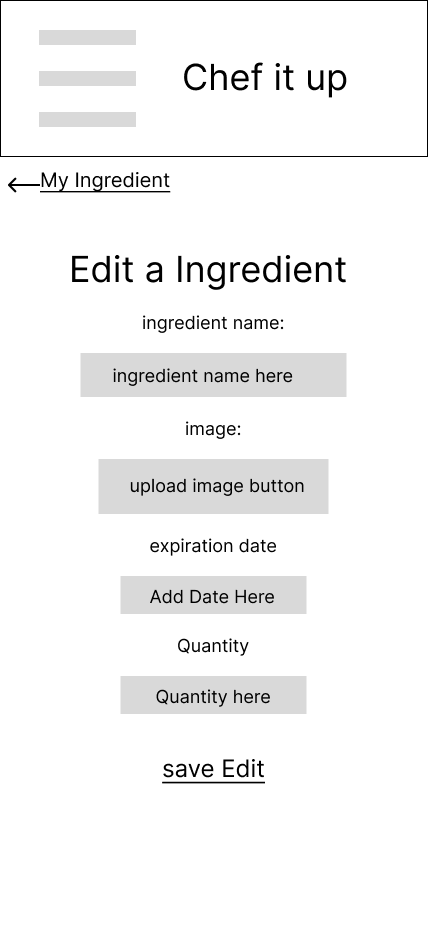 Chef it up
My Ingredient
Edit a Ingredient
ingredient name:
ingredient name here
image:
upload image button
expiration date
Add Date Here
Quantity
Quantity here
save Edit